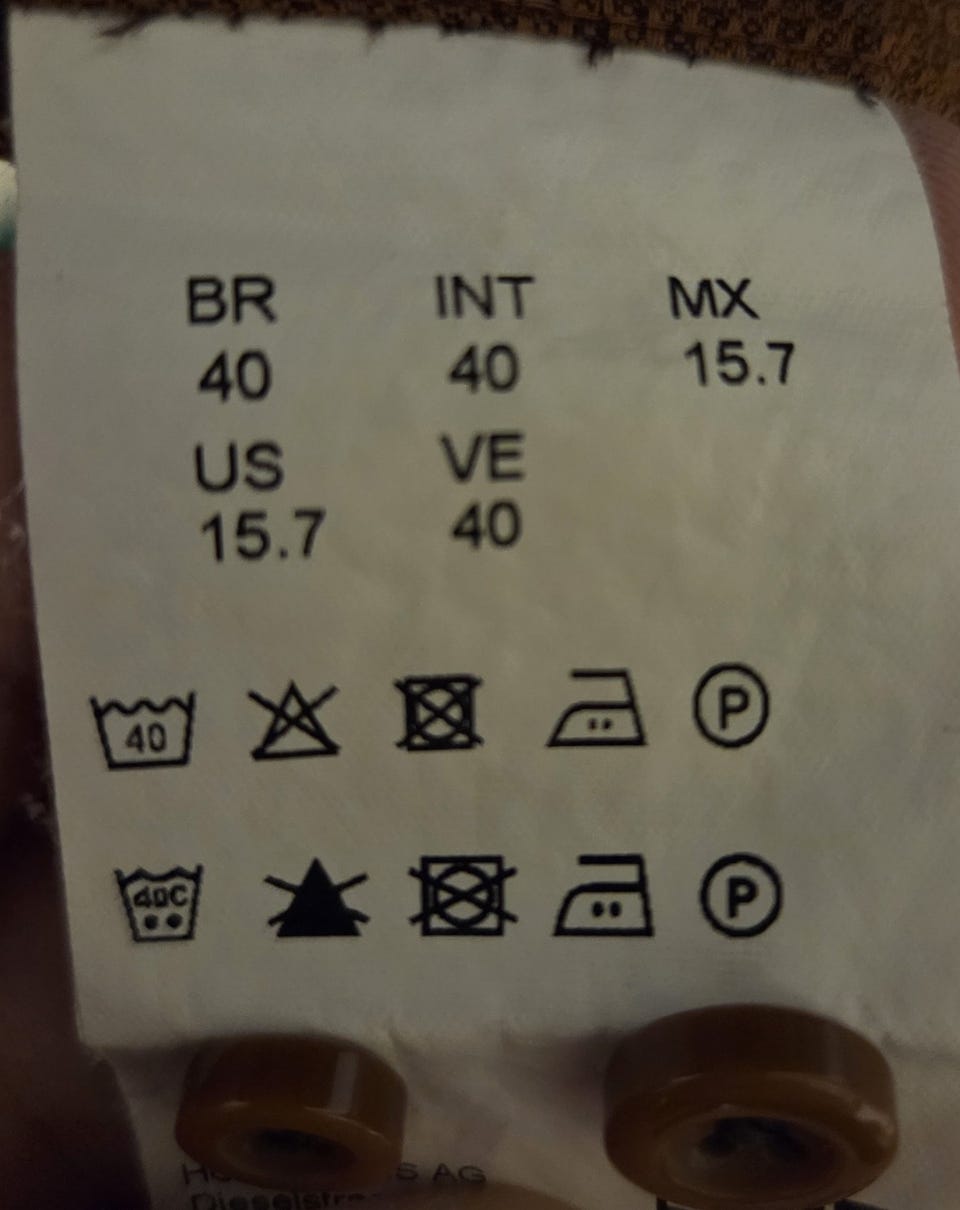 BR INT MX
40 40 15.7
US VE
15.7 40
40 P
40C P
S AG